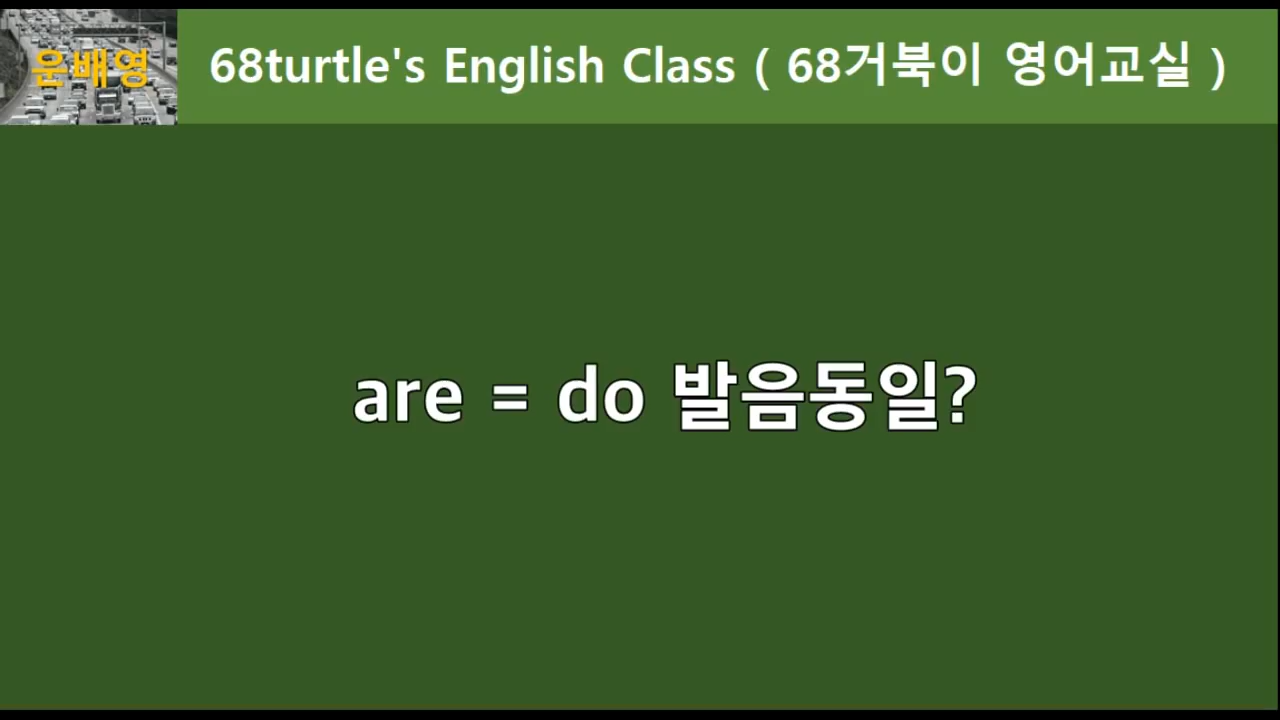 운배영
68turtle's English Class ( 68거북이 영어교실 )
are = do 발음동일?